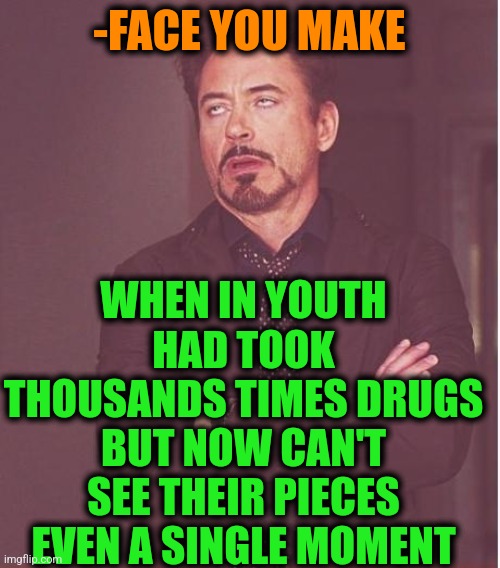 -FACE YOU MAKE
WHEN IN YOUTH
HAD TOOK
THOUSANDS TIMES DRUGS
BUT NOW CAN'T
SEE THEIR PIECES
EVEN A SINGLE MOMENT
imgflip.com